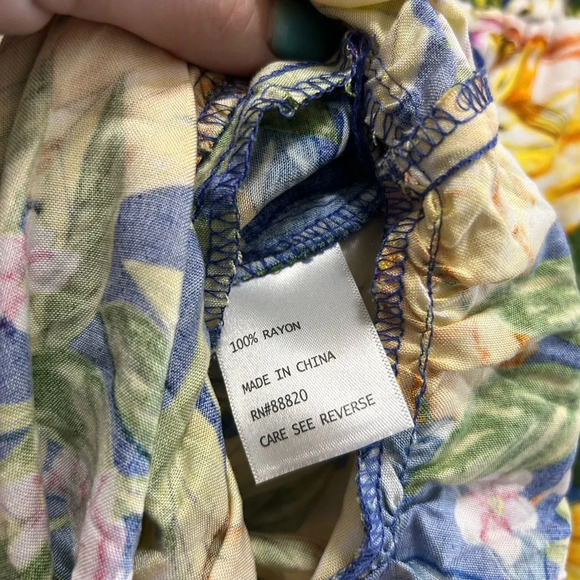 100% RAYON
MADE IN CHINA
RN#88820
CARE SEE REVERSE